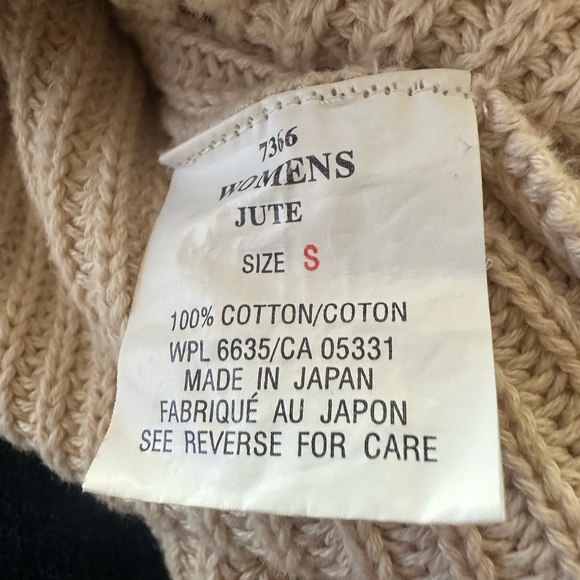 7366
WOMENS
JUTE
SIZE S
100% COTTON/COTON
WPL 6635/CA 05331
MADE IN JAPAN
FABRIQUÉ AU JAPON
SEE REVERSE FOR CARE